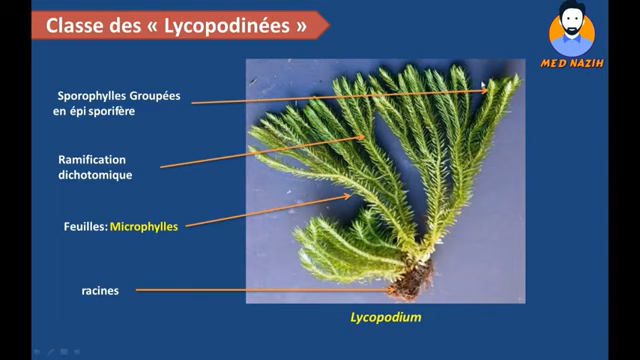 Classe des « Lycopodinées »
MED NAZIH
Sporophylles Groupées
en épi sporifère
Ramification
dichotomique
Feuilles: Microphylles
racines
Lycopodium